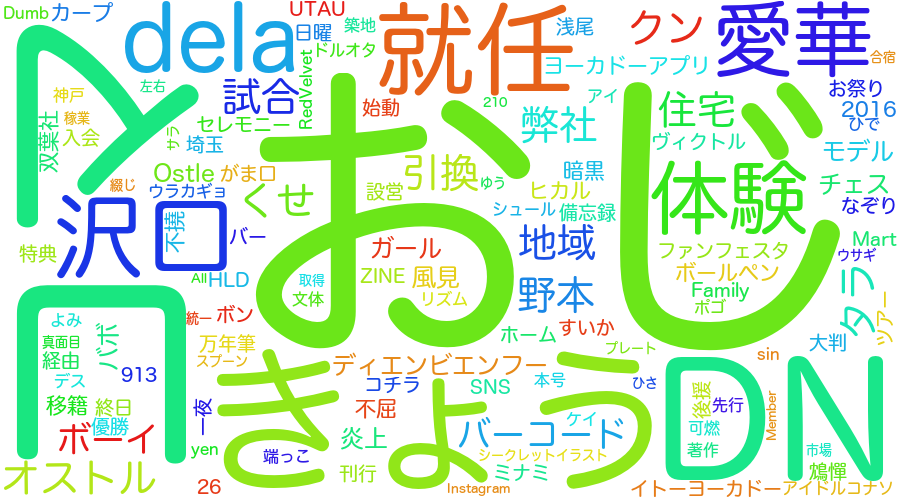 Dumb
カープ
dela
UTAU
日曜
築地
ドルオタ
就任
浅尾
クン
愛華
合宿
神戸
稼業
入会
左右
双葉社
サラ
試合
セレモニー
埼玉
RedVelvet
始動
210
ヨーカドーアプリ
アイ
弊社
住宅
お祭り
2016
ひで
ヴィクトル
モデル
綴じ
Ostle
がま口
ウラカギョ
くせ
設営
引換
ゆう
暗黒
ヒカル
シュール
備忘録
体験
チェス
なぞり
Mart
ウサギ
沢口
不撓
バー
特典
All
HLD
おじ
ガール
ZINE
風見
リズム
地域
野本
ファンフェスタ
ボールペン
Family
ポゴ
タラ
ツアー
取得
文体
統一
ボン
万年筆
スプーン
よみ
真面目
経由
バボ
デス
913
移籍
終日
優勝
ボーイ
オストル
一夜
yen
26
端っこ
きょう
ディエンビエンフー
コチラ
SNS
不屈
炎上
刊行
ホーム
すいか
プレート
本号
ひさ
ケイ
バーコード
シークレットイラスト
ミナミ
Instagram
DN
後援
先行
可燃
著作
Member
sin
大判
市場
鴆憚
イトーヨーカドー
アイドルコナソ